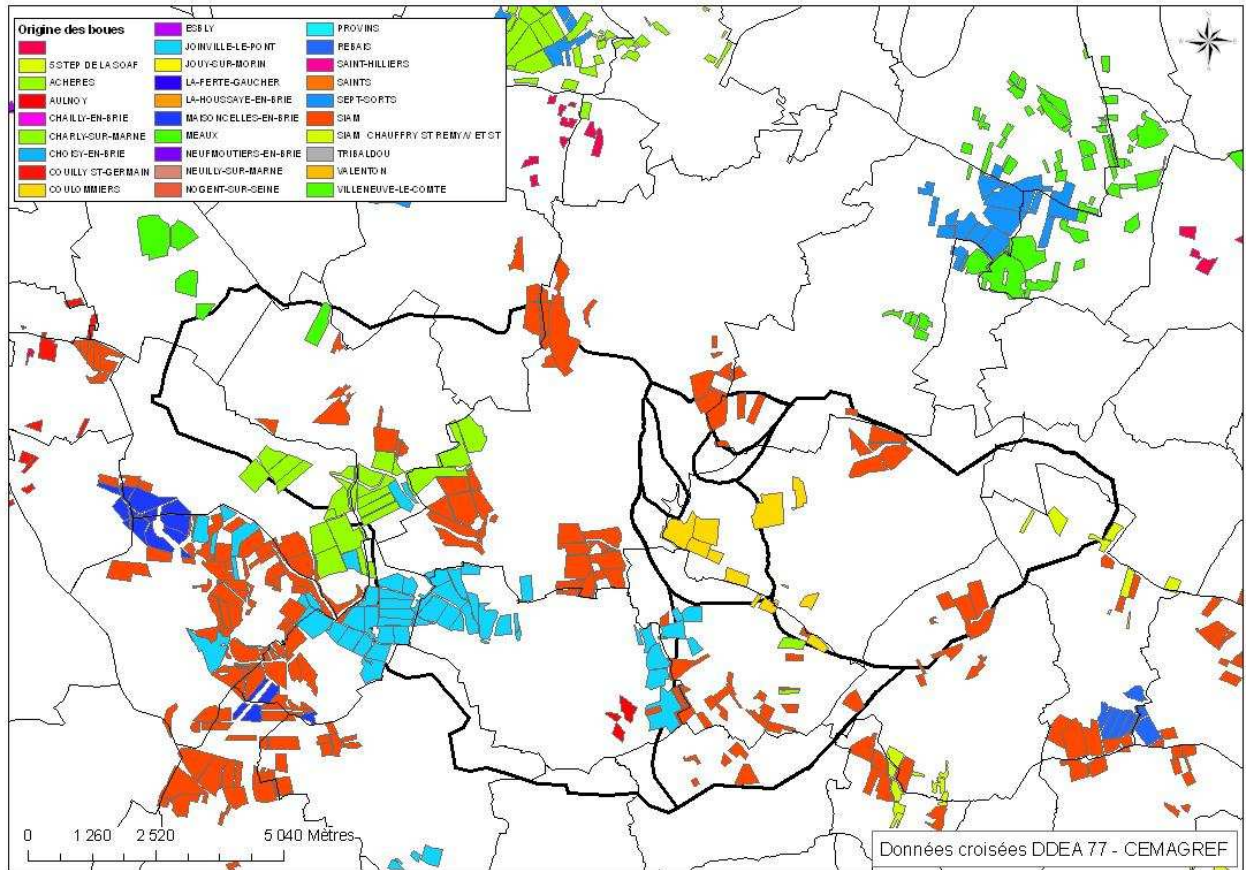 Origine des boues
5 STEP DE LA SOAF
ACHERES
AULNOY
CHAILLY-EN-BRIE
CHARLY-SUR-MARNE
CHOISY-EN-BRIE
COUILLY ST-GERMAIN
COULOMMIERS
ESBLY
JOINVILLE-LE-PONT
JOUY-SUR-MORIN
LA-FERTE-GAUCHER
LA-HOUSSAYE-EN-BRIE
MAISONCELLES-EN-BRIE
MEAUX
NEUFMOUTIERS-EN-BRIE
NEUILLY-SUR-MARNE
NOGENT-SUR-SEINE
PROVINS
REBAIS
SAINT-HILLIERS
SAINTS
SEPT-SORTS
SIAM
SIAM CHAUFFRY ST REMY/V ET ST
TRIBALDOU
VALENTON
VILLENEUVE-LE-COMTE
0 1 260 2 520 5 040 Mètres
Données croisées DDEA 77 - CEMAGREF